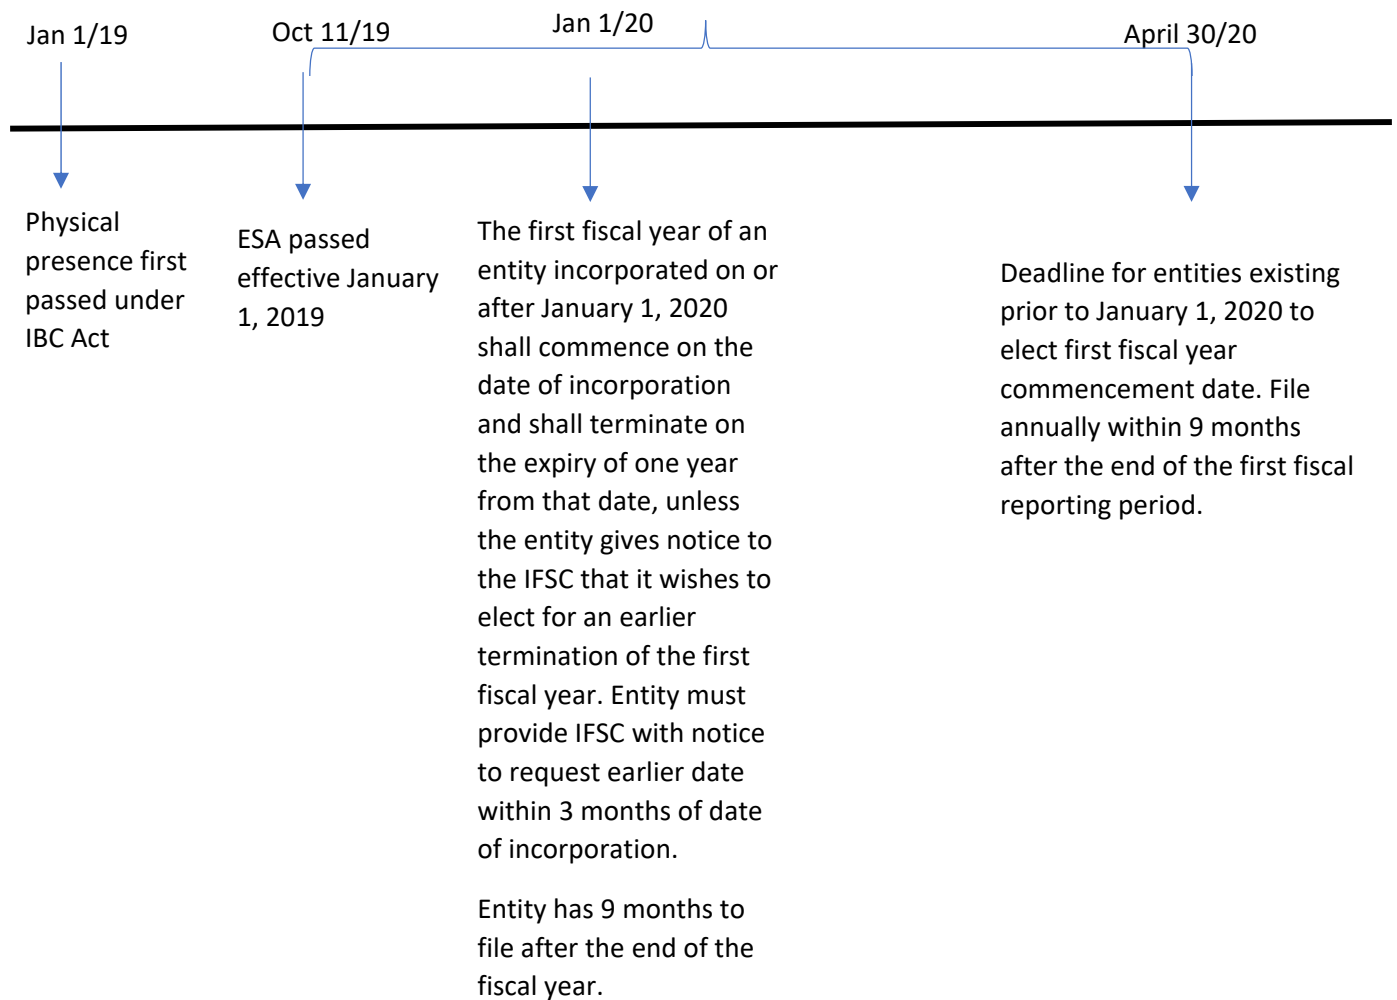 Jan 1/19
Oct 11/19
Jan 1/20
April 30/20
Physical
presence first
passed under
IBC Act
ESA passed
effective January
1, 2019
The first fiscal year of an
entity incorporated on or
after January 1, 2020
shall commence on the
date of incorporation
and shall terminate on
the expiry of one year
from that date, unless
the entity gives notice to
the IFSC that it wishes to
elect for an earlier
termination of the first
fiscal year. Entity must
provide IFSC with notice
to request earlier date
within 3 months of date
of incorporation.
Entity has 9 months to
file after the end of the
fiscal year.
Deadline for entities existing
prior to January 1, 2020 to
elect first fiscal year
commencement date. File
annually within 9 months
after the end of the first fiscal
reporting period.